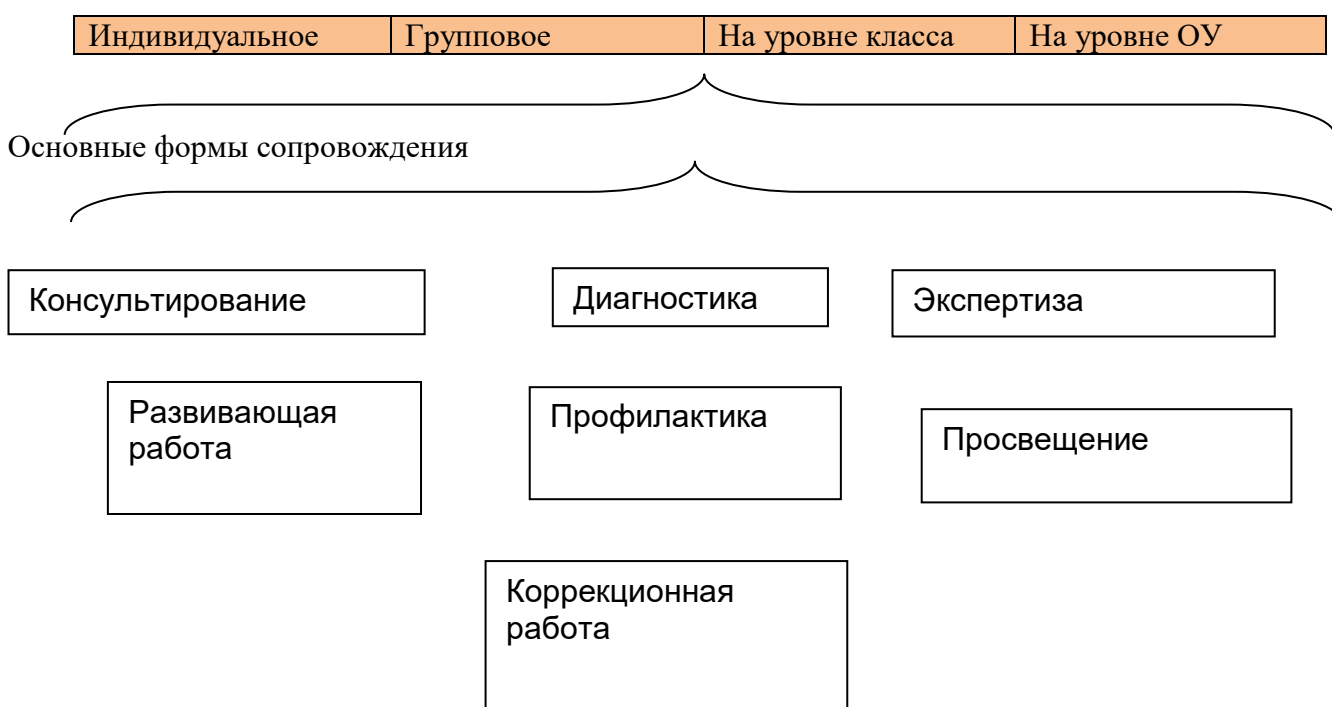 Индивидуальное Групповое На уровне класса На уровне ОУ
Основные формы сопровождения
Консультирование Диагностика Экспертиза
Развивающая
работа
Профилактика
Просвещение
Коррекционная
работа